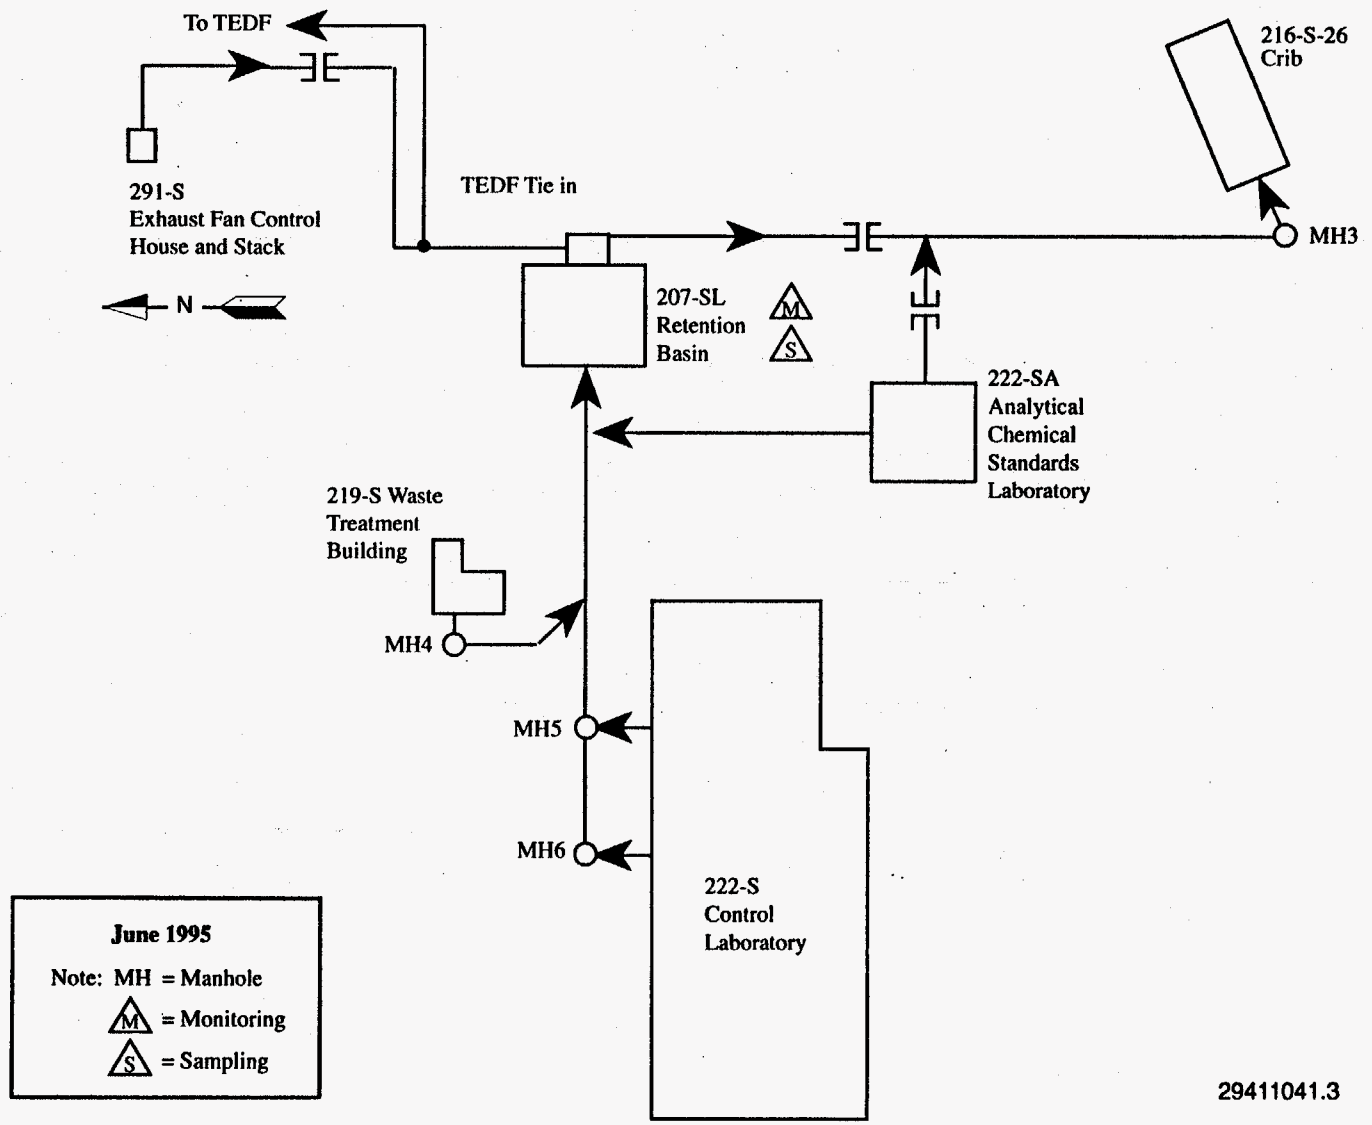 To TEDF
216-S-26
Crib
291-S
Exhaust Fan Control
House and Stack
TEDF Tie in
MH3
N
207-SL
Retention
Basin
M
S
222-SA
Analytical
Chemical
Standards
Laboratory
219-S Waste
Treatment
Building
MH4
MH5
MH6
222-S
Control
Laboratory
June 1995
Note: MH = Manhole
M = Monitoring
S = Sampling
29411041.3